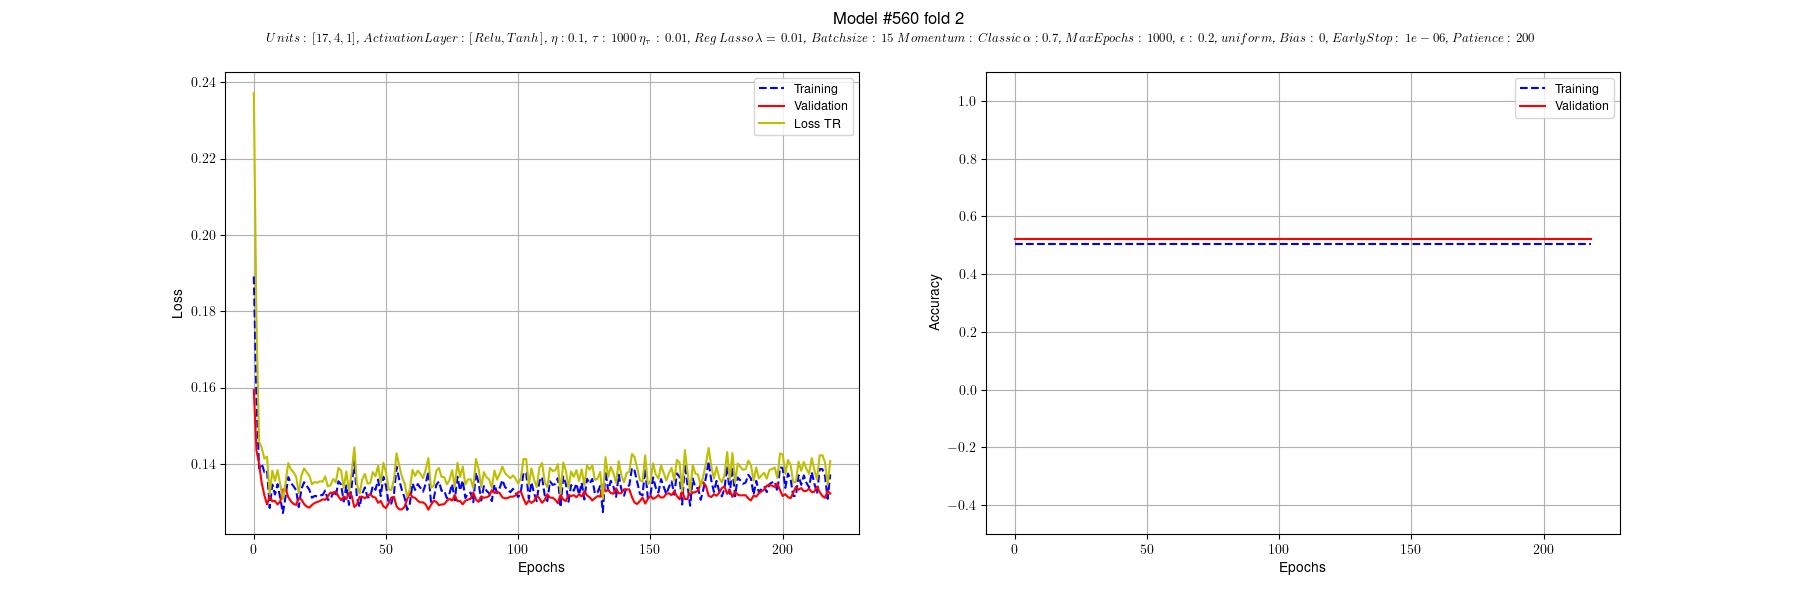 Model #560 fold 2
Units : [17, 4, 1], ActivationLayer : [Relu, Tanh], η : 0.1, τ : 1000 η_τ : 0.01, Reg Lasso λ = 0.01, Batchsize : 15 Momentum : Classic α : 0.7, MaxEpochs : 1000, ϵ : 0.2, uniform, Bias : 0, EarlyStop : 1e − 06, Patience : 200
0.24
0.22
0.20
0.18
0.16
0.14
Loss
Training
Validation
Loss TR
0
50
100
150
200
Epochs
1.0
0.8
0.6
0.4
0.2
0.0
−0.2
−0.4
Accuracy
Training
Validation
0
50
100
150
200
Epochs